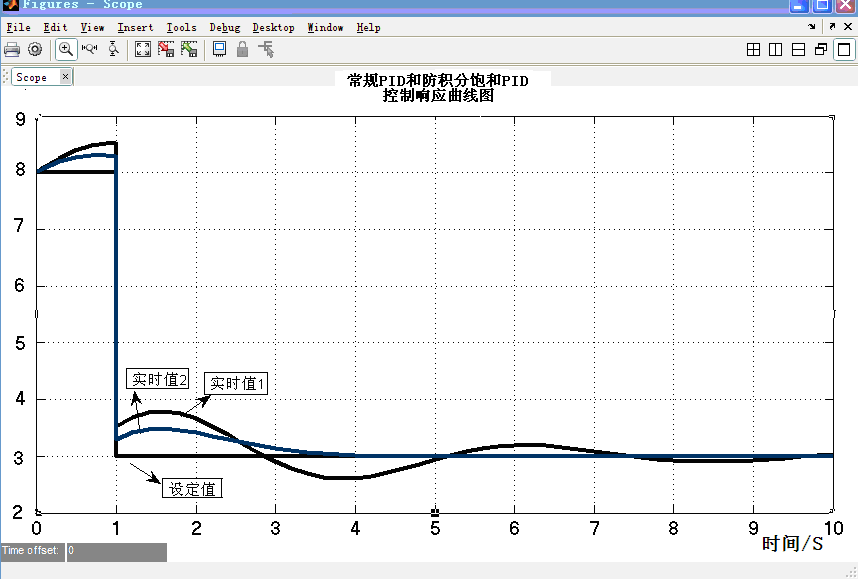 Figures - Scope
File Edit View Insert Tools Debug Desktop Window Help
Scope
常规PID和防积分饱和PID
控制响应曲线图
9
8
7
6
5
4
3
2
实时值2
实时值1
设定值
0 1 2 3 4 5 6 7 8 9 10
时间/S
Time offset: 0